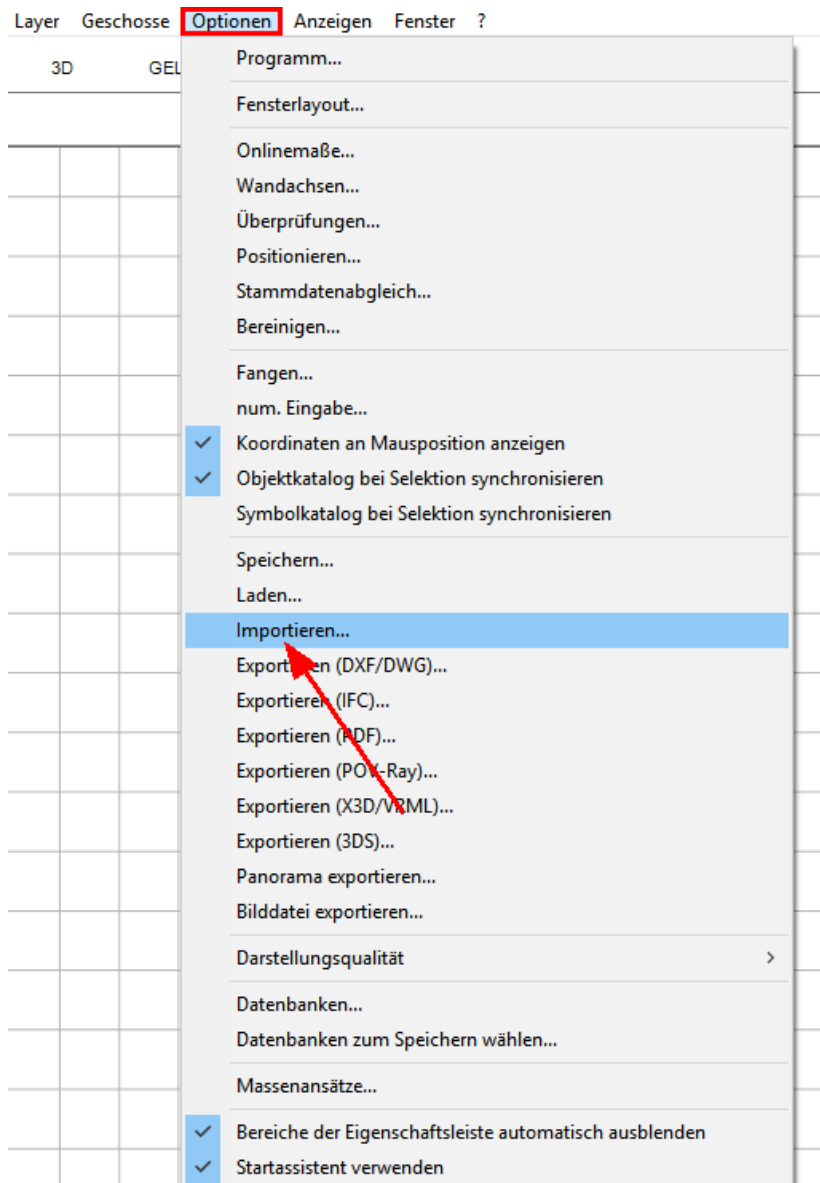 Layer Geschosse Optionen Anzeigen Fenster ?
3D GEL
Programm...
Fensterlayout...
Onlinemaße...
Wandachsen...
Überprüfungen...
Positionieren...
Stammdatenabgleich...
Bereinigen...
Fangen...
num. Eingabe...
Koordinaten an Mausposition anzeigen
Objektkatalog bei Selektion synchronisieren
Symbolkatalog bei Selektion synchronisieren
Speichern...
Laden...
Importieren...
Exportieren (DXF/DWG)...
Exportieren (IFC)...
Exportieren (PDF)...
Exportieren (POV-Ray)...
Exportieren (X3D/VRML)...
Exportieren (3DS)...
Panorama exportieren...
Bilddatei exportieren...
Darstellungsqualität
Datenbanken...
Datenbanken zum Speichern wählen...
Massenansätze...
Bereiche der Eigenschaftsleiste automatisch ausblenden
Startassistent verwenden